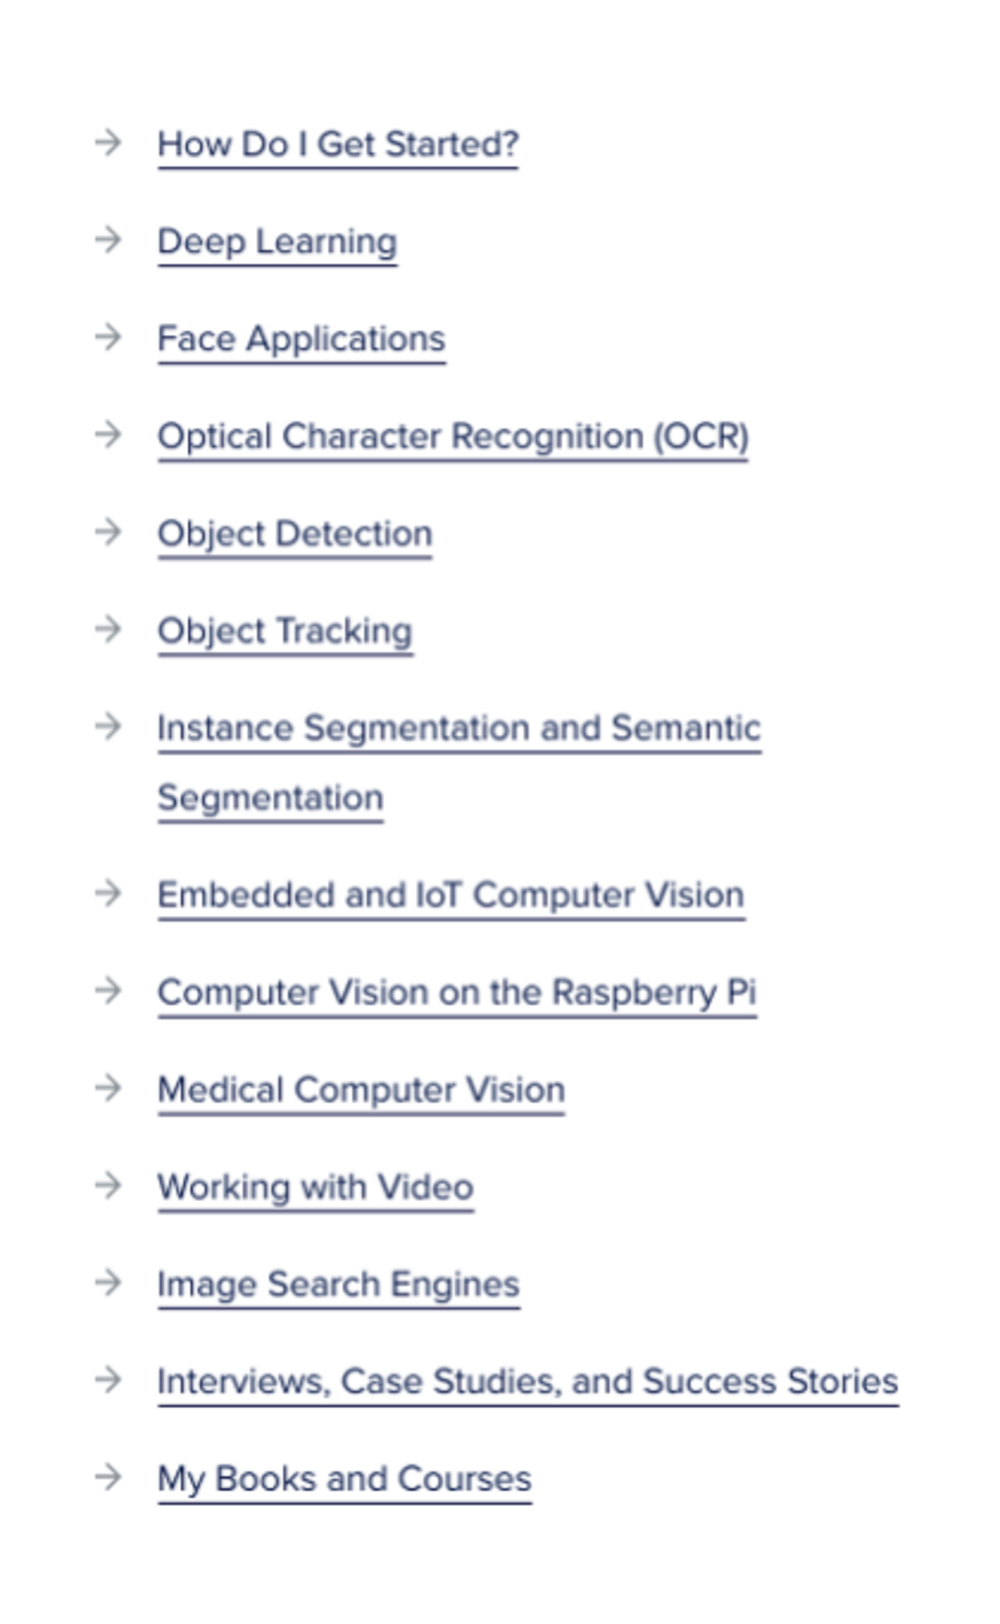 → How Do I Get Started?
→ Deep Learning
→ Face Applications
→ Optical Character Recognition (OCR)
→ Object Detection
→ Object Tracking
→ Instance Segmentation and Semantic
Segmentation
→ Embedded and IoT Computer Vision
→ Computer Vision on the Raspberry Pi
→ Medical Computer Vision
→ Working with Video
→ Image Search Engines
→ Interviews, Case Studies, and Success Stories
→ My Books and Courses